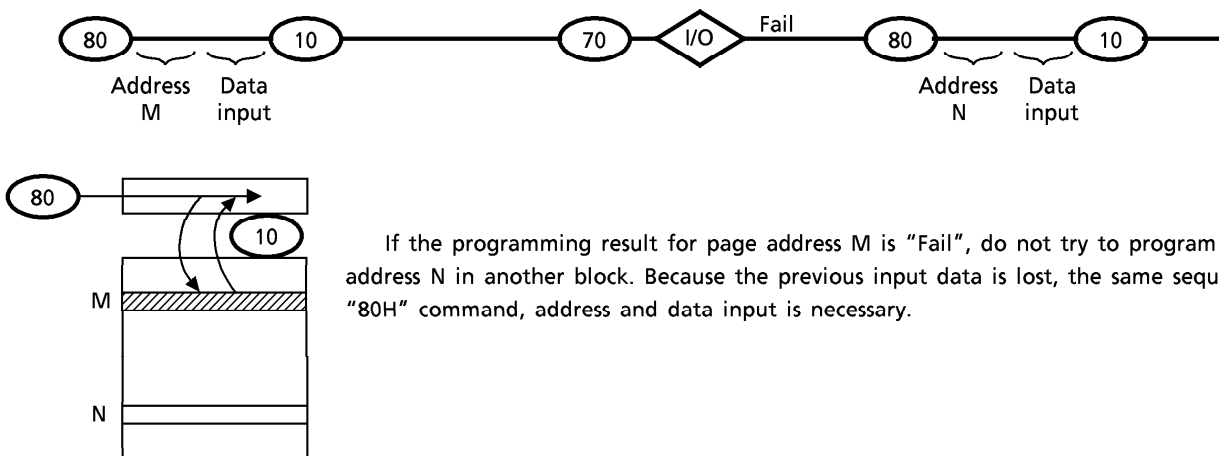 80 10 70 I/O Fail 80 10
Address Data Address Data
M input N input
80
10
If the programming result for page address M is “Fail”, do not try to program
address N in another block. Because the previous input data is lost, the same
“80H” command, address and data input is necessary.
M
N